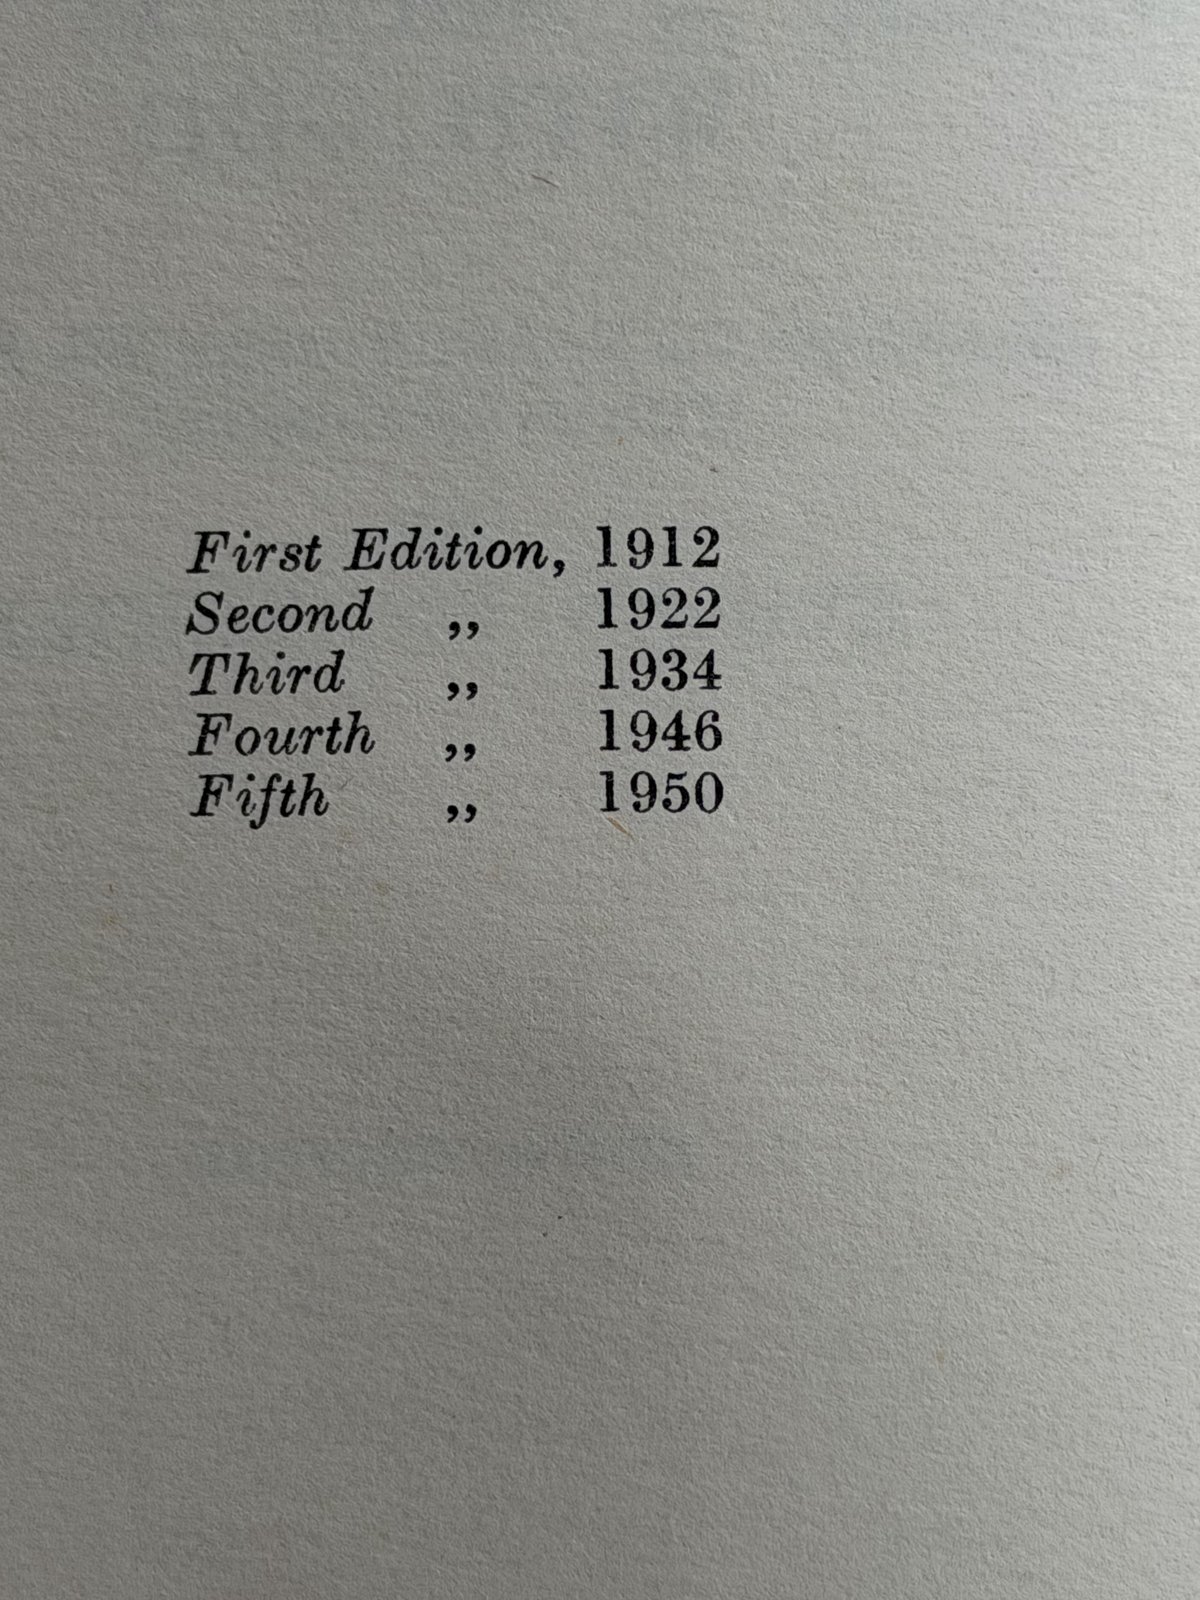 First Edition, 1912
Second ,, 1922
Third ,, 1934
Fourth ,, 1946
Fifth ,, 1950